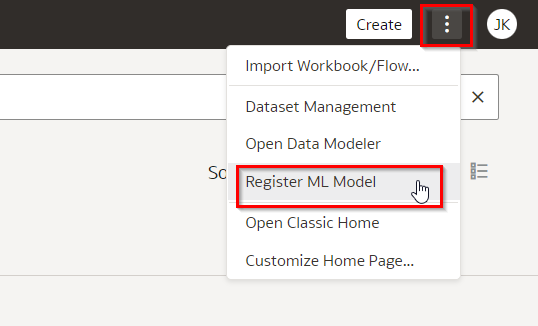 Create
JK
Import Workbook/Flow...
Dataset Management
Open Data Modeler
So
Register ML Model
Open Classic Home
Customize Home Page...